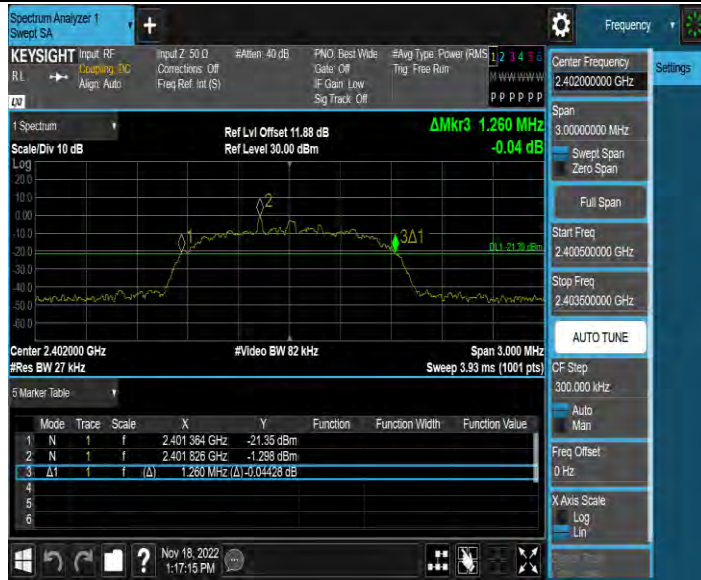 Spectrum Analyzer 1
Swept SA
+
Frequency
KEYSIGHT Input: RF Input Z: 50 Ω #Atten: 40 dB PNO: Best Wide #Avg Type: Power (RMS 1 2 3 4 5 6
RL Coupling: DC Corrections: Off Gate: Off Trig: Free Run M W W W W W
Align: Auto Freq Ref: Int (S) IF Gain: Low
LXI Sig Track: Off P P P P P P
1 Spectrum
Ref Lvl Offset 11.88 dB ΔMkr3 1.260 MHz
Scale/Div 10 dB Ref Level 30.00 dBm -0.04 dB
Log
20.0
10.0
0.00
-10.0
-20.0
-30.0
-40.0
-50.0
-60.0
1
2
3Δ1
DL1 -21.30 dBm
Center 2.402000 GHz #Video BW 82 kHz Span 3.000 MHz
#Res BW 27 kHz Sweep 3.93 ms (1001 pts)
5 Marker Table
Mode Trace Scale X Y Function Function Width Function Value
1 N 1 f 2.401 364 GHz -21.35 dBm
2 N 1 f 2.401 826 GHz -1.298 dBm
3 Δ1 1 f (Δ) 1.260 MHz (Δ) -0.04428 dB
4
5
6
Nov 18, 2022
1:17:15 PM
Center Frequency
2.402000000 GHz
Settings
Span
3.00000000 MHz
Swept Span
Zero Span
Full Span
Start Freq
2.400500000 GHz
Stop Freq
2.403500000 GHz
AUTO TUNE
CF Step
300.000 kHz
Auto
Man
Freq Offset
0 Hz
X Axis Scale
Log
Lin